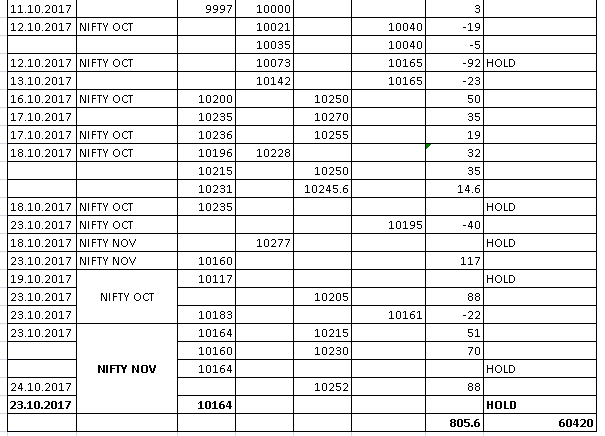 11.10.2017 9997 10000 3
12.10.2017 NIFTY OCT 10021 10040 -19
10035 10040 -5
12.10.2017 NIFTY OCT 10073 10165 -92 HOLD
13.10.2017 10142 10165 -23
16.10.2017 NIFTY OCT 10200 10250 50
17.10.2017 10235 10270 35
17.10.2017 NIFTY OCT 10236 10255 19
18.10.2017 NIFTY OCT 10196 10228 32
10215 10250 35
10231 10245.6 14.6
18.10.2017 NIFTY OCT 10235 HOLD
23.10.2017 NIFTY OCT 10195 -40
18.10.2017 NIFTY NOV 10277 HOLD
23.10.2017 NIFTY NOV 10160 117
19.10.2017 10117 HOLD
23.10.2017 NIFTY OCT 10205 88
23.10.2017 10183 10161 -22
23.10.2017 10164 10215 51
10160 10230 70
NIFTY NOV 10164 HOLD
24.10.2017 10252 88
23.10.2017 10164 HOLD
805.6 60420